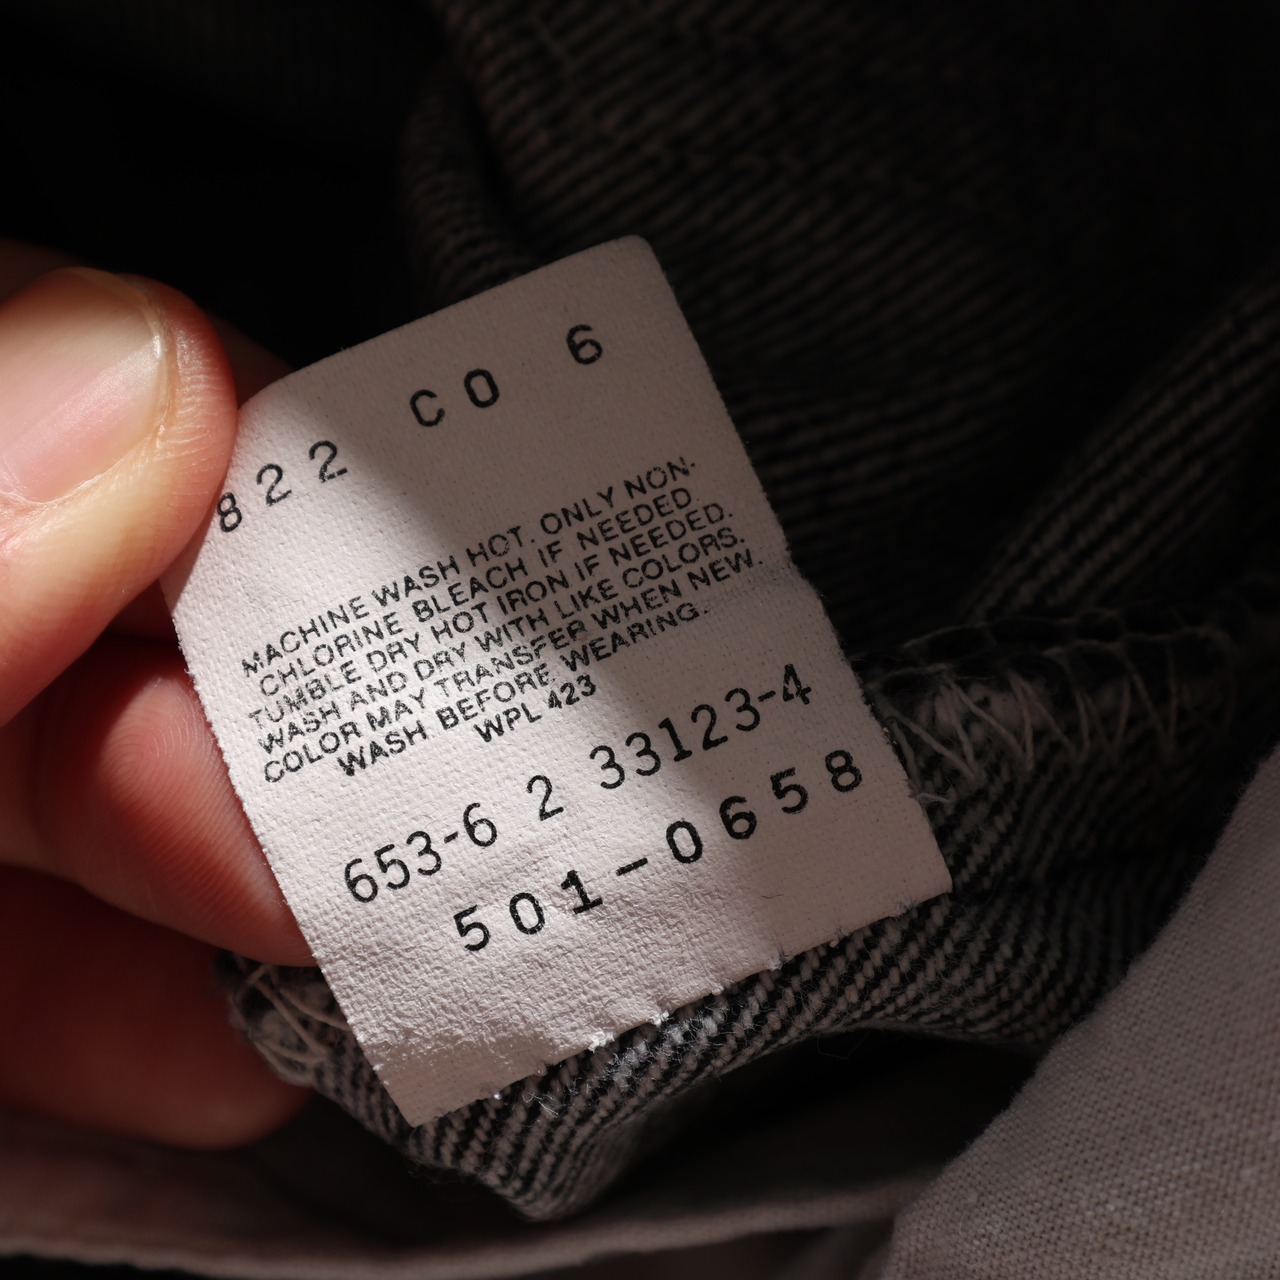 822 CO 6
MACHINE WASH HOT. ONLY NON-
CHLORINE BLEACH IF NEEDED.
TUMBLE DRY HOT IRON IF NEEDED.
WASH AND DRY WITH LIKE COLORS.
COLOR MAY TRANSFER WHEN NEW.
WASH BEFORE WEARING.
WPL 423
653-6 2 33123-4
501-0658